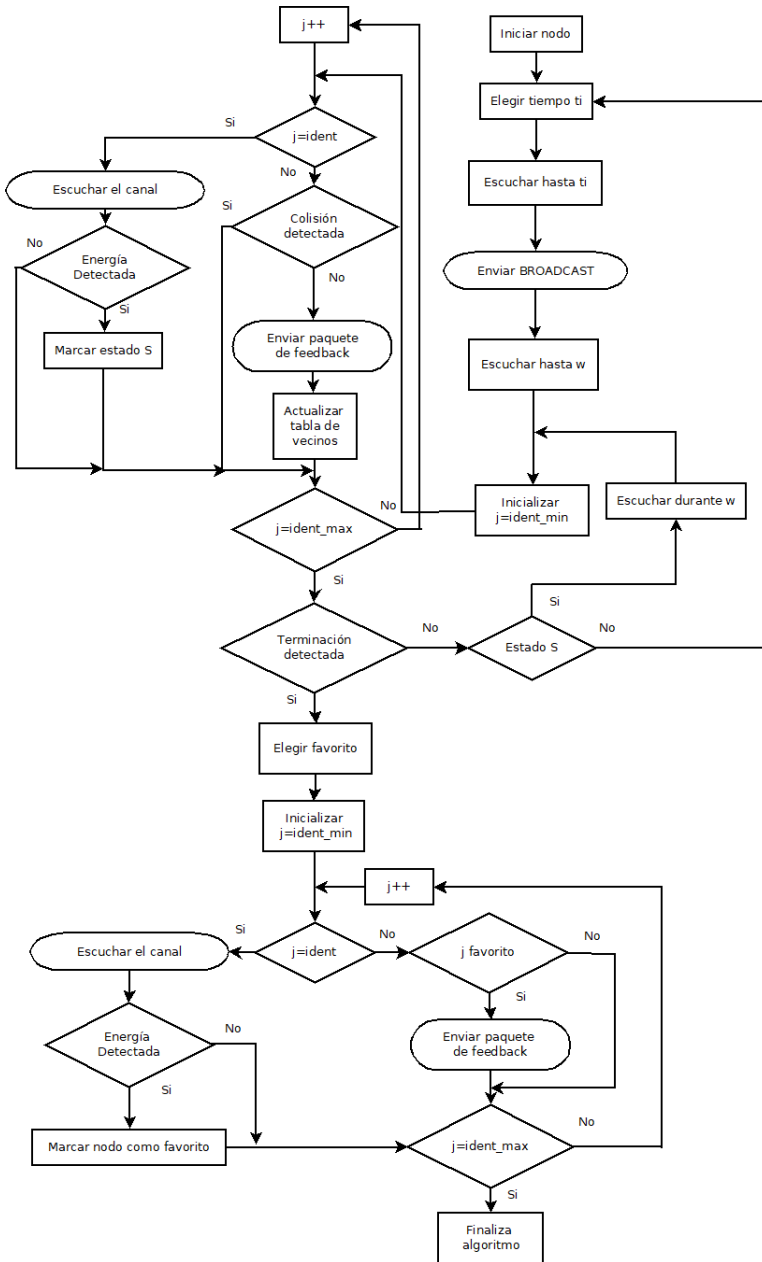 j++
Iniciar nodo
Elegir tiempo ti
Si
j=ident
No
Escuchar hasta ti
Escuchar el canal
Si
Colisión
detectada
No
Energía
Detectada
No
Enviar BROADCAST
Si
Marcar estado S
Enviar paquete
de feedback
Escuchar hasta w
Actualizar
tabla de
vecinos
No
Inicializar
j=ident_min
Escuchar durante w
j=ident_max
Si
Si
Terminación
detectada
No
Estado S
No
Si
Elegir favorito
Inicializar
j=ident_min
j++
Si
Escuchar el canal
j=ident
No
j favorito
No
Si
Energía
Detectada
No
Enviar paquete
de feedback
Si
Marcar nodo como favorito
j=ident_max
No
Si
Finaliza
algoritmo